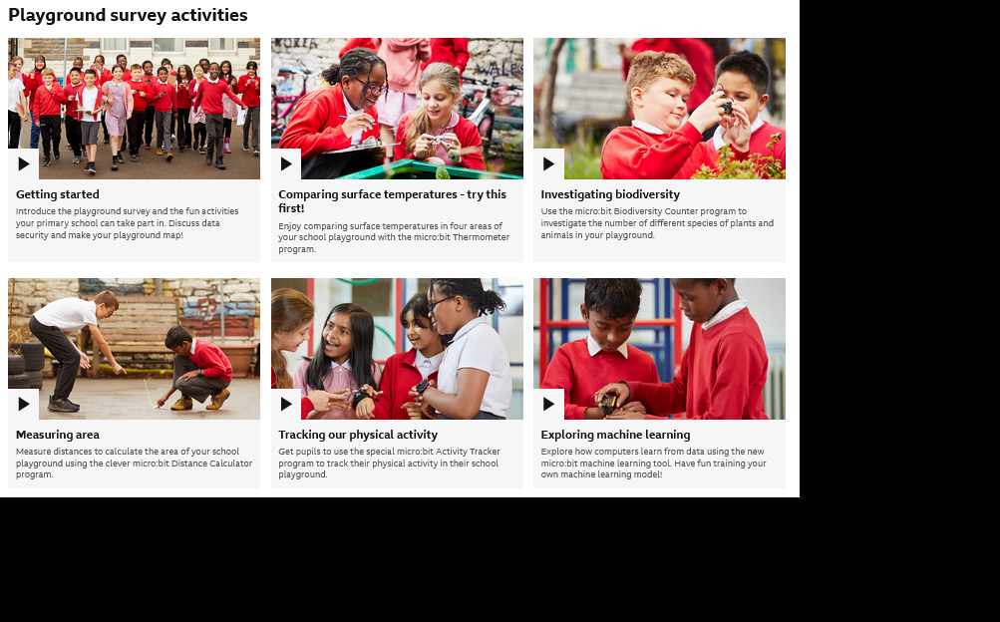 Playground survey activities
Getting started
Introduce the playground survey and the fun activities
your primary school can take part in. Discuss data
security and make your playground map!
Comparing surface temperatures - try this
first!
Enjoy comparing surface temperatures in four areas of
your school playground with the micro:bit Thermometer
program.
Investigating biodiversity
Use the micro:bit Biodiversity Counter program to
investigate the number of different species of plants and
animals in your playground.
Measuring area
Measure distances to calculate the area of your school
playground using the clever micro:bit Distance Calculator
program.
Tracking our physical activity
Get pupils to use the special micro:bit Activity Tracker
program to track their physical activity in their school
playground.
Exploring machine learning
Explore how computers learn from data using the new
micro:bit machine learning tool. Have fun training your
own machine learning model!